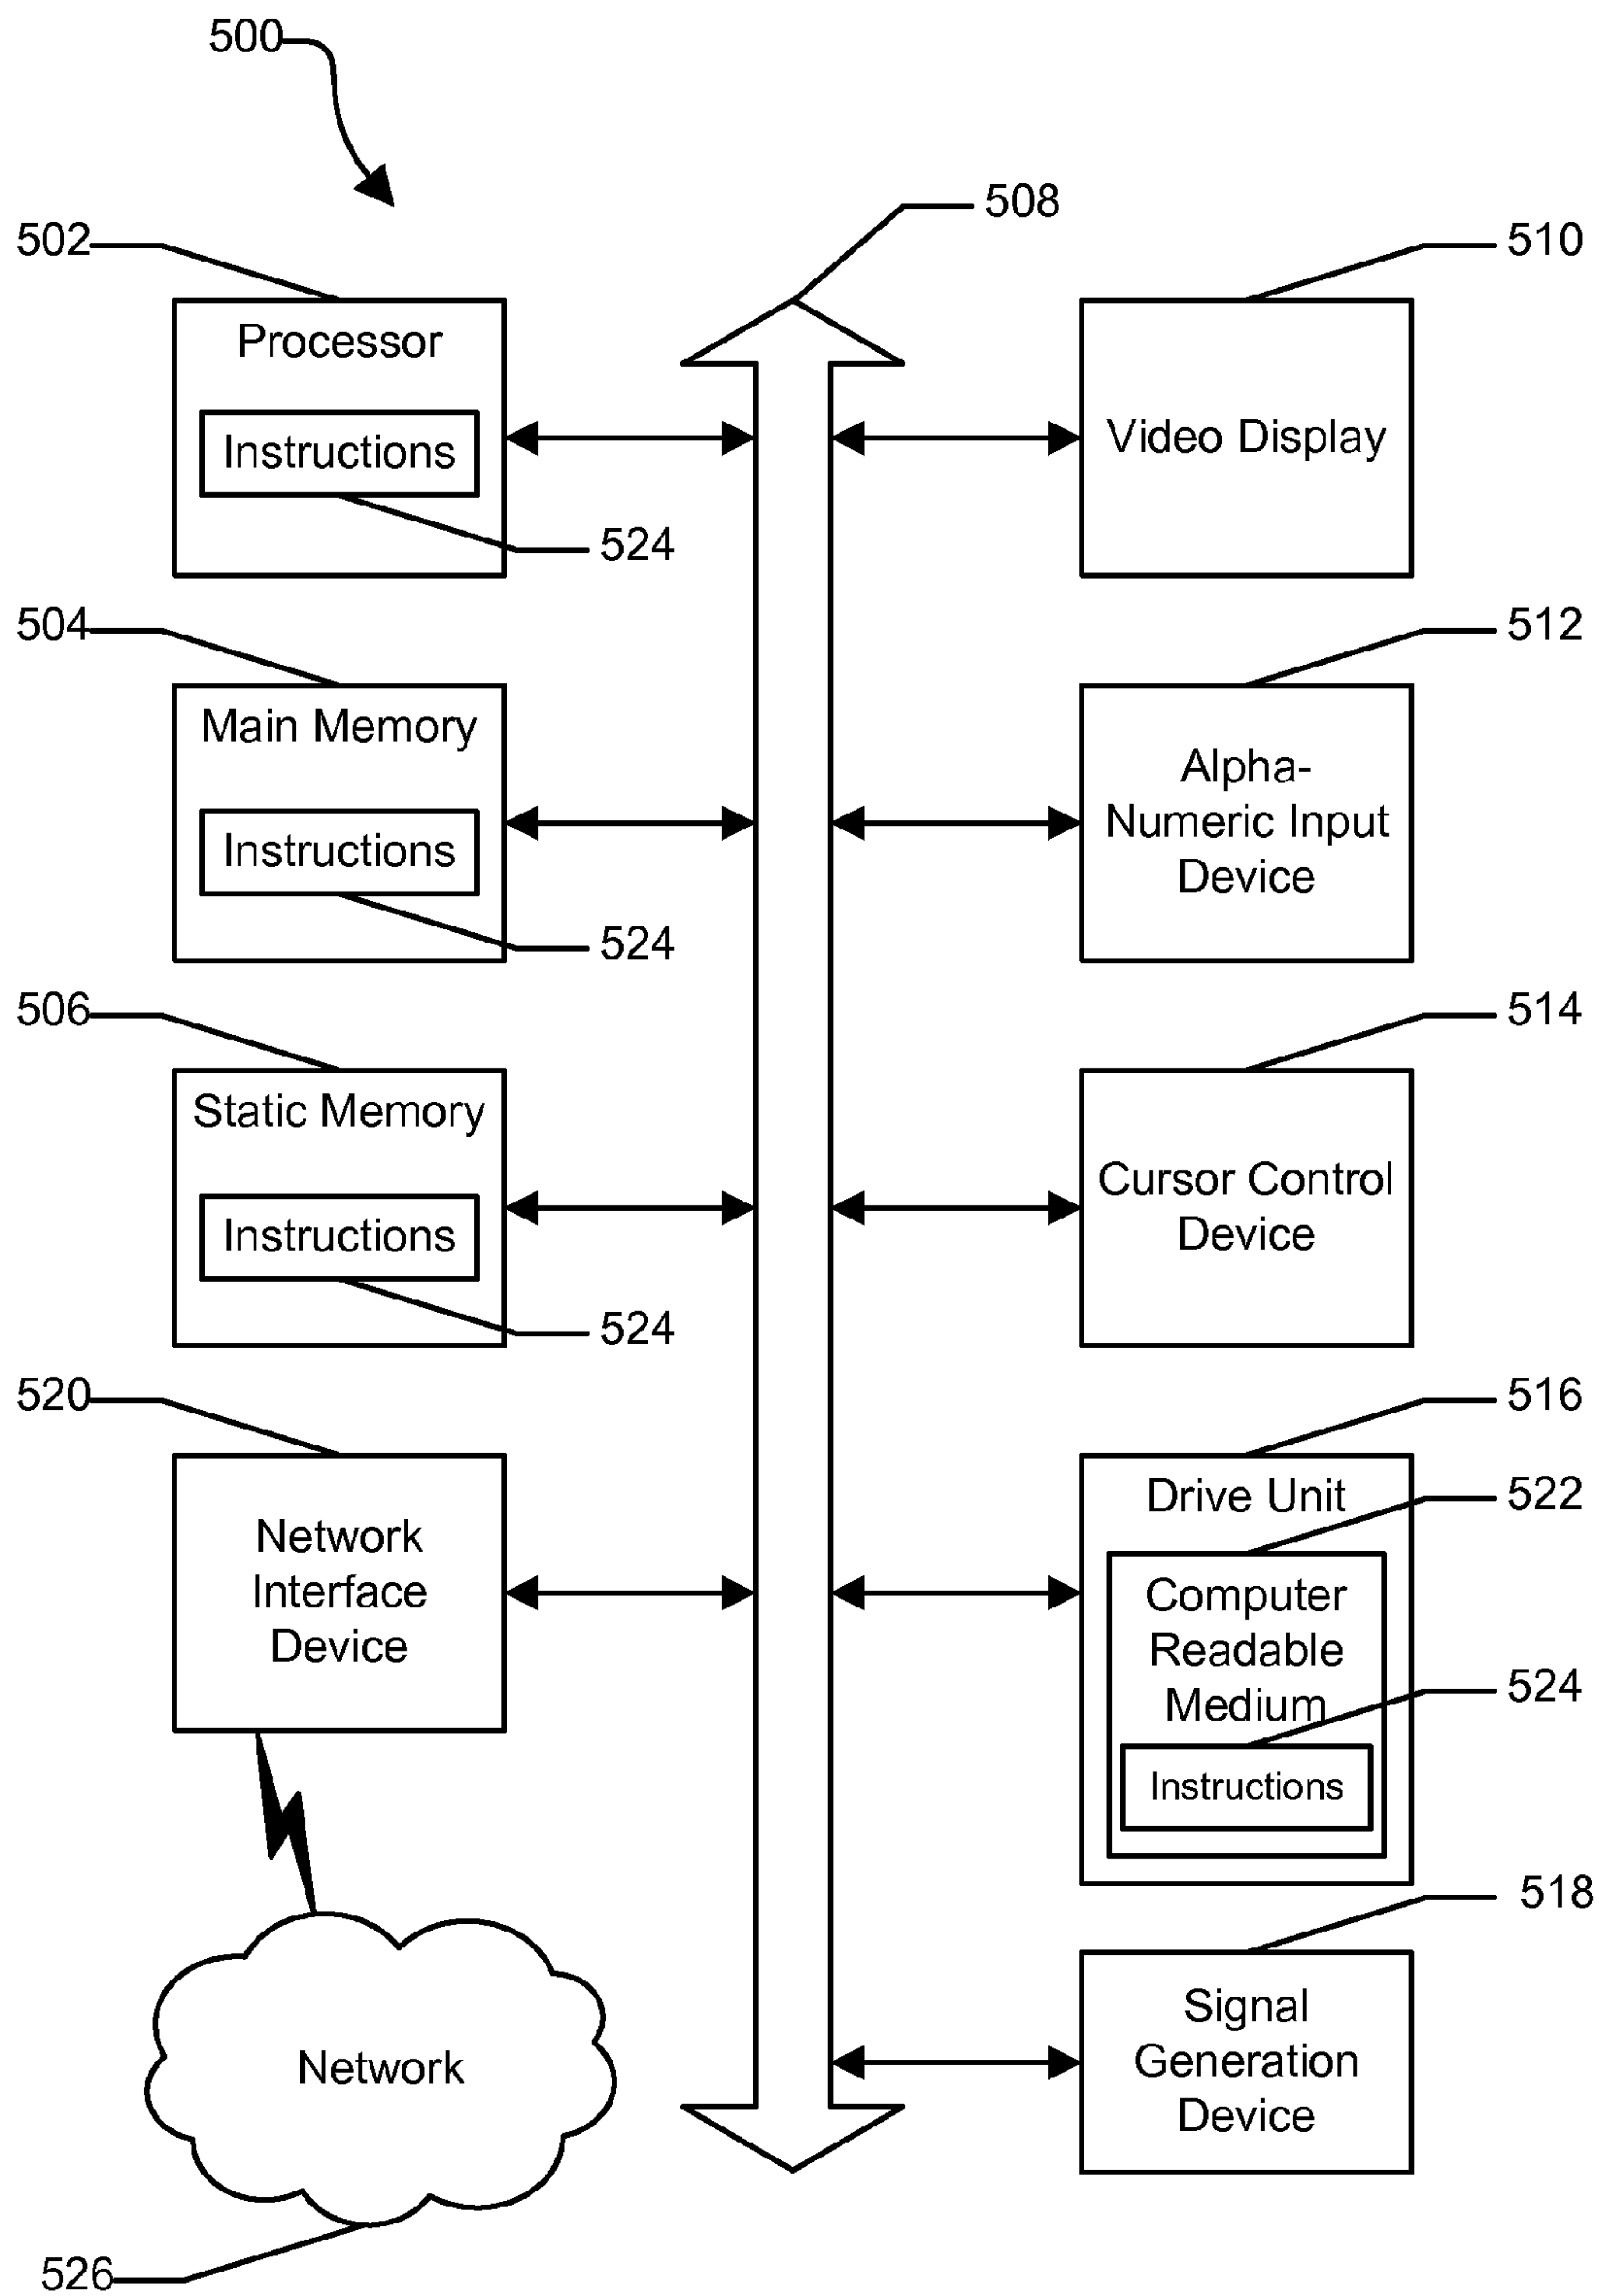 500
508
502
510
Processor
Instructions
524
Video Display
504
512
Main Memory
Instructions
524
Alpha-
Numeric Input
Device
506
514
Static Memory
Instructions
524
Cursor Control
Device
520
516
Network
Interface
Device
Drive Unit
522
Computer
Readable
Medium
524
Instructions
518
Signal
Generation
Device
Network
526